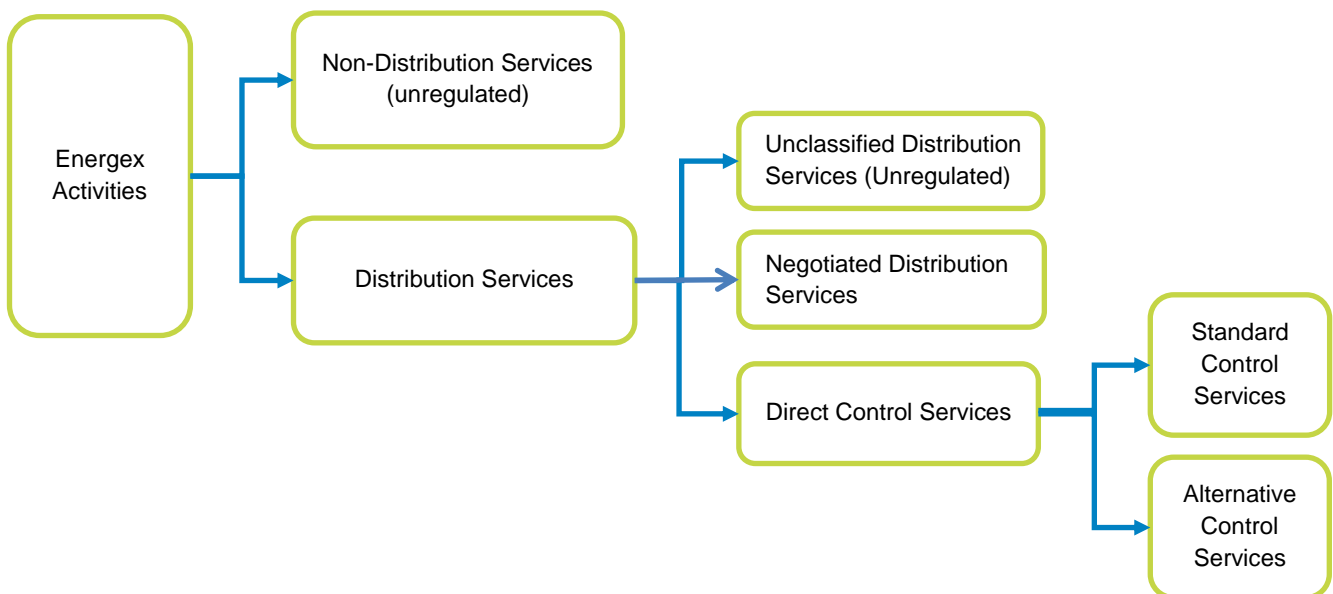 Energex
Activities
Non-Distribution Services
(unregulated)
Distribution Services
Unclassified Distribution
Services (Unregulated)
Negotiated Distribution
Services
Direct Control Services
Standard
Control
Services
Alternative
Control
Services